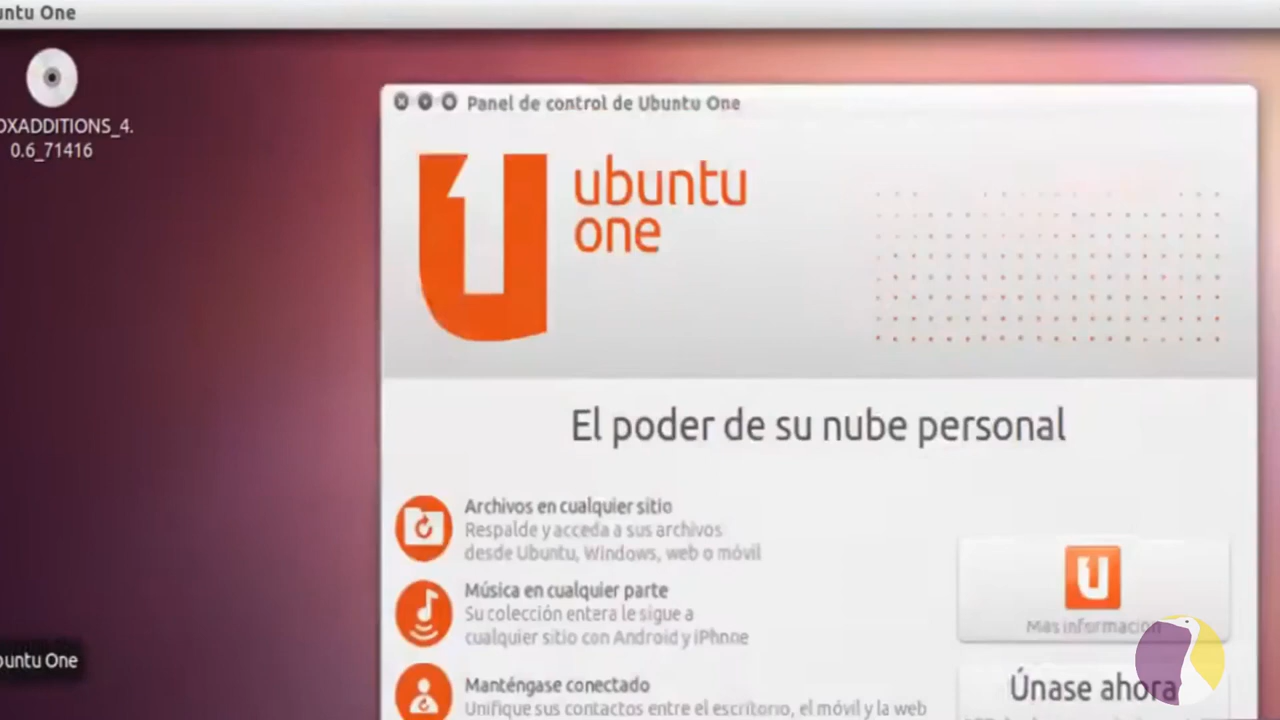 untu One
OXADDITIONS_4.
0.6_71416
Panel de control de Ubuntu One
ubuntu
one
El poder de su nube personal
Archivos en cualquier sitio
Respalde y acceda a sus archivos
desde Ubuntu, Windows, web o móvil
Música en cualquier parte
Su colección entera le sigue a
cualquier sitio con Android y iPhnoe
Manténgase conectado
Unifique sus contactos entre el escritorio, el móvil y la web
Más información
Únase ahora
buntu One